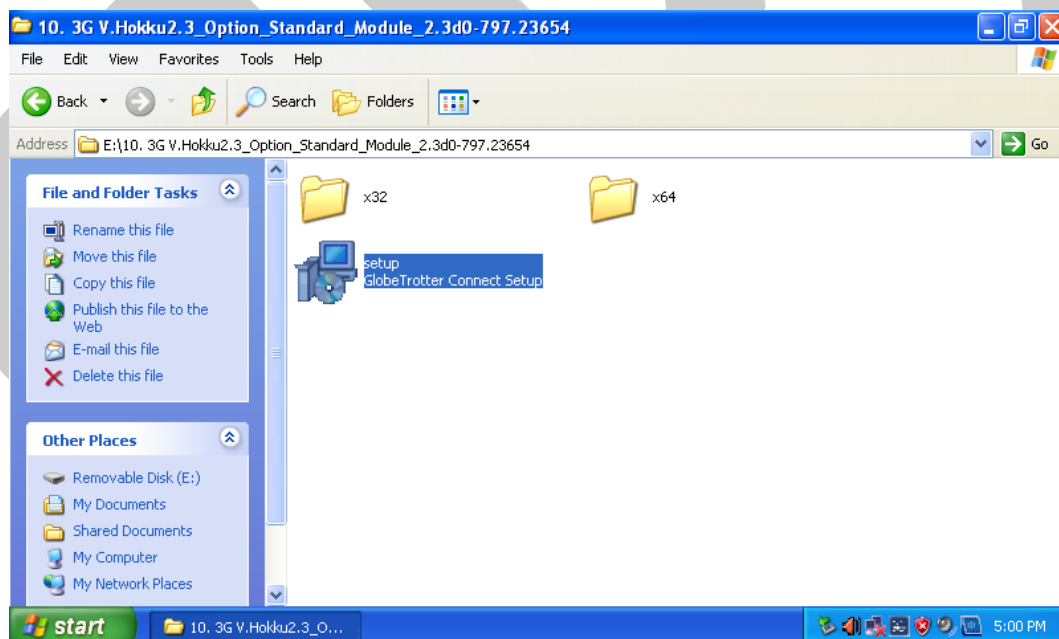 10. 3G V.Hokku2.3_Option_Standard_Module_2.3d0-797.23654
File Edit View Favorites Tools Help
Back Search Folders
Address E:\10. 3G V.Hokku2.3_Option_Standard_Module_2.3d0-797.23654 Go
File and Folder Tasks
Rename this file
Move this file
Copy this file
Publish this file to the
Web
E-mail this file
Delete this file
Other Places
Removable Disk (E:)
My Documents
Shared Documents
My Computer
My Network Places
x32
x64
setup
GlobeTrotter Connect Setup
start 10. 3G V.Hokku2.3_O... 5:00 PM